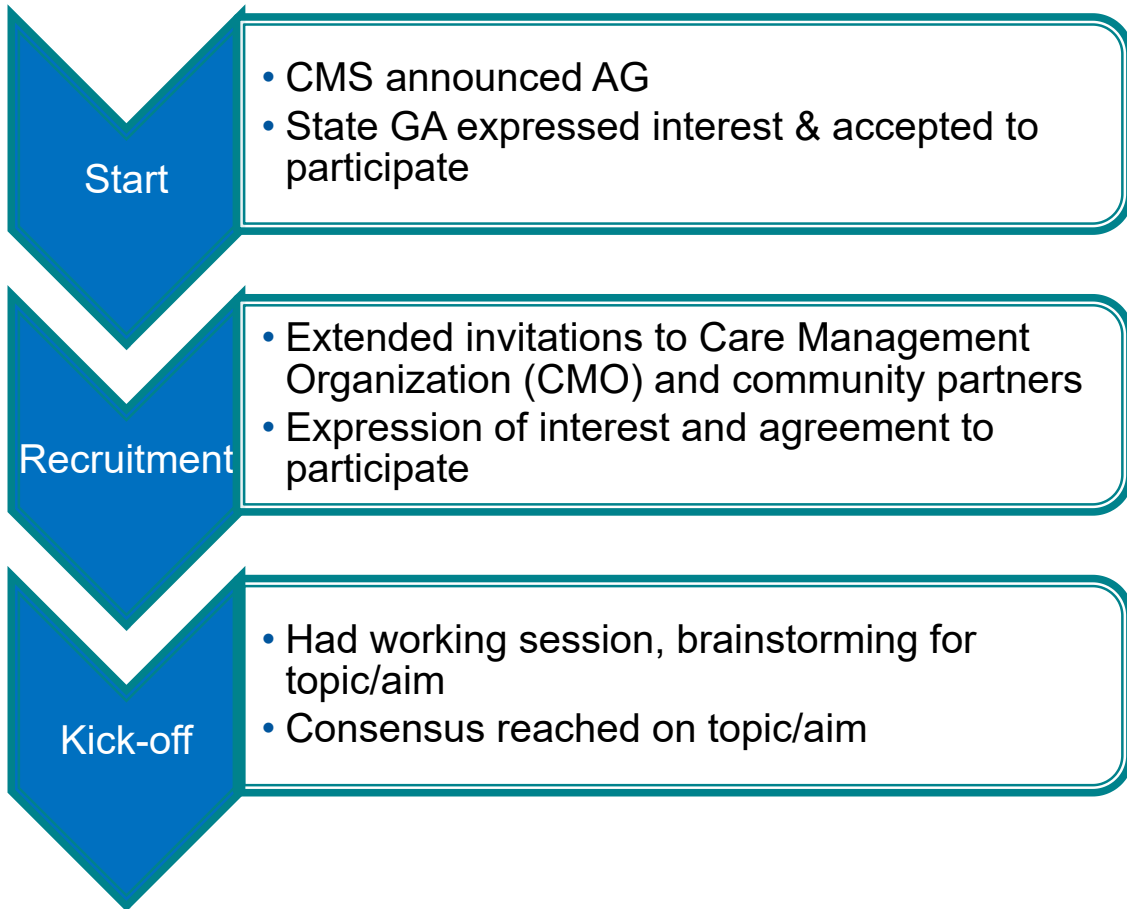 Start
• CMS announced AG
• State GA expressed interest & accepted to
participate
Recruitment
• Extended invitations to Care Management
Organization (CMO) and community partners
• Expression of interest and agreement to
participate
Kick-off
• Had working session, brainstorming for
topic/aim
• Consensus reached on topic/aim